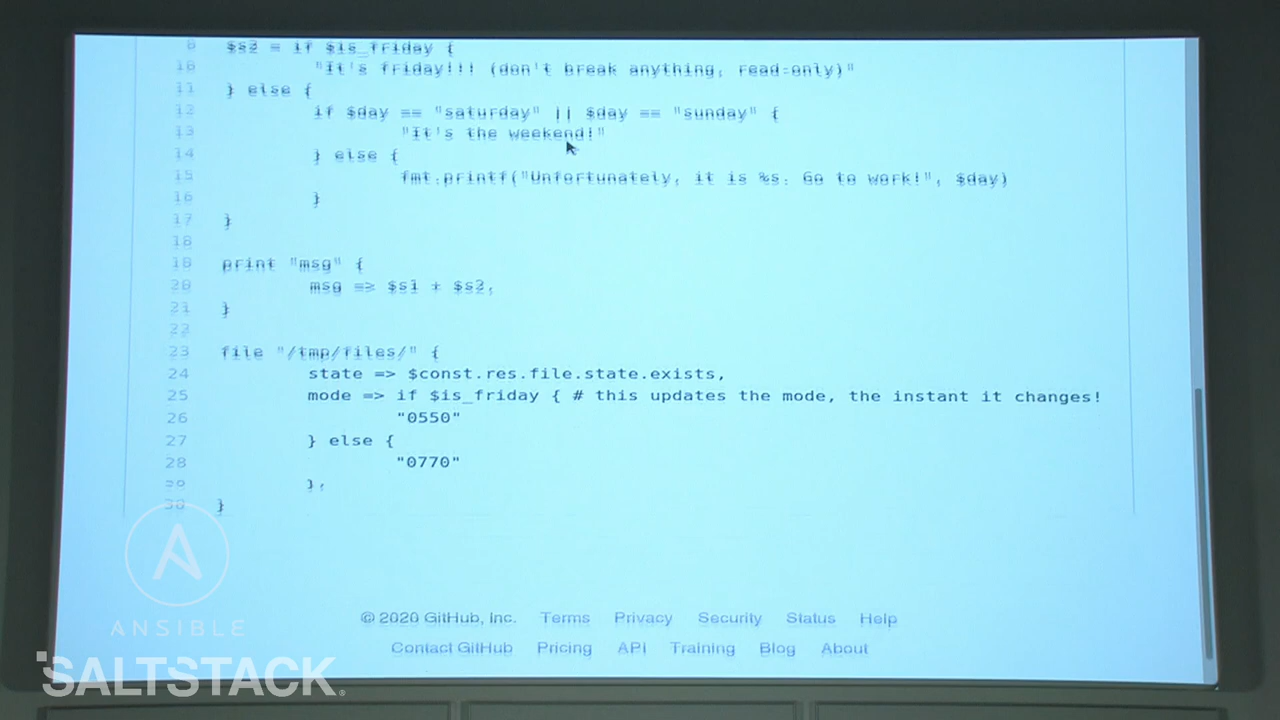 $s2 = if $is_friday {
10 "It's friday!!! (don't break anything, read-only)"
11 } else {
12 if $day == "saturday" || $day == "sunday" {
13 "It's the weekend!"
14 } else {
15 fmt.printf("Unfortunately, it is %s. Go to work!", $day)
16 }
17 }
18
19 print "msg" {
20 msg => $s1 + $s2,
21 }
22
23 file "/tmp/files/" {
24 state => $const.res.file.state.exists,
25 mode => if $is_friday { # this updates the mode, the instant it changes!
26 "0550"
27 } else {
28 "0770"
29 },
30 }
ANSIBLE
SALTSTACK
© 2020 GitHub, Inc. Terms Privacy Security Status Help
Contact GitHub Pricing API Training Blog About